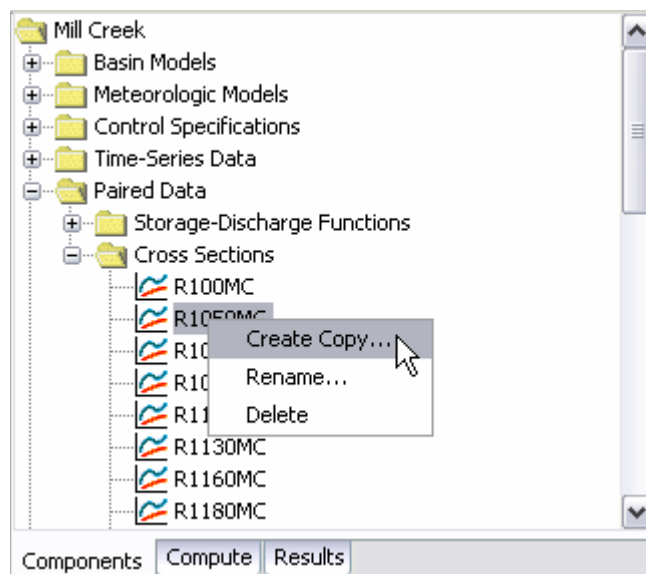 Mill Creek
Basin Models
Meteorologic Models
Control Specifications
Time-Series Data
Paired Data
Storage-Discharge Functions
Cross Sections
R100MC
Create Copy...
Rename...
Delete
R1130MC
R1160MC
R1180MC
Components Compute Results